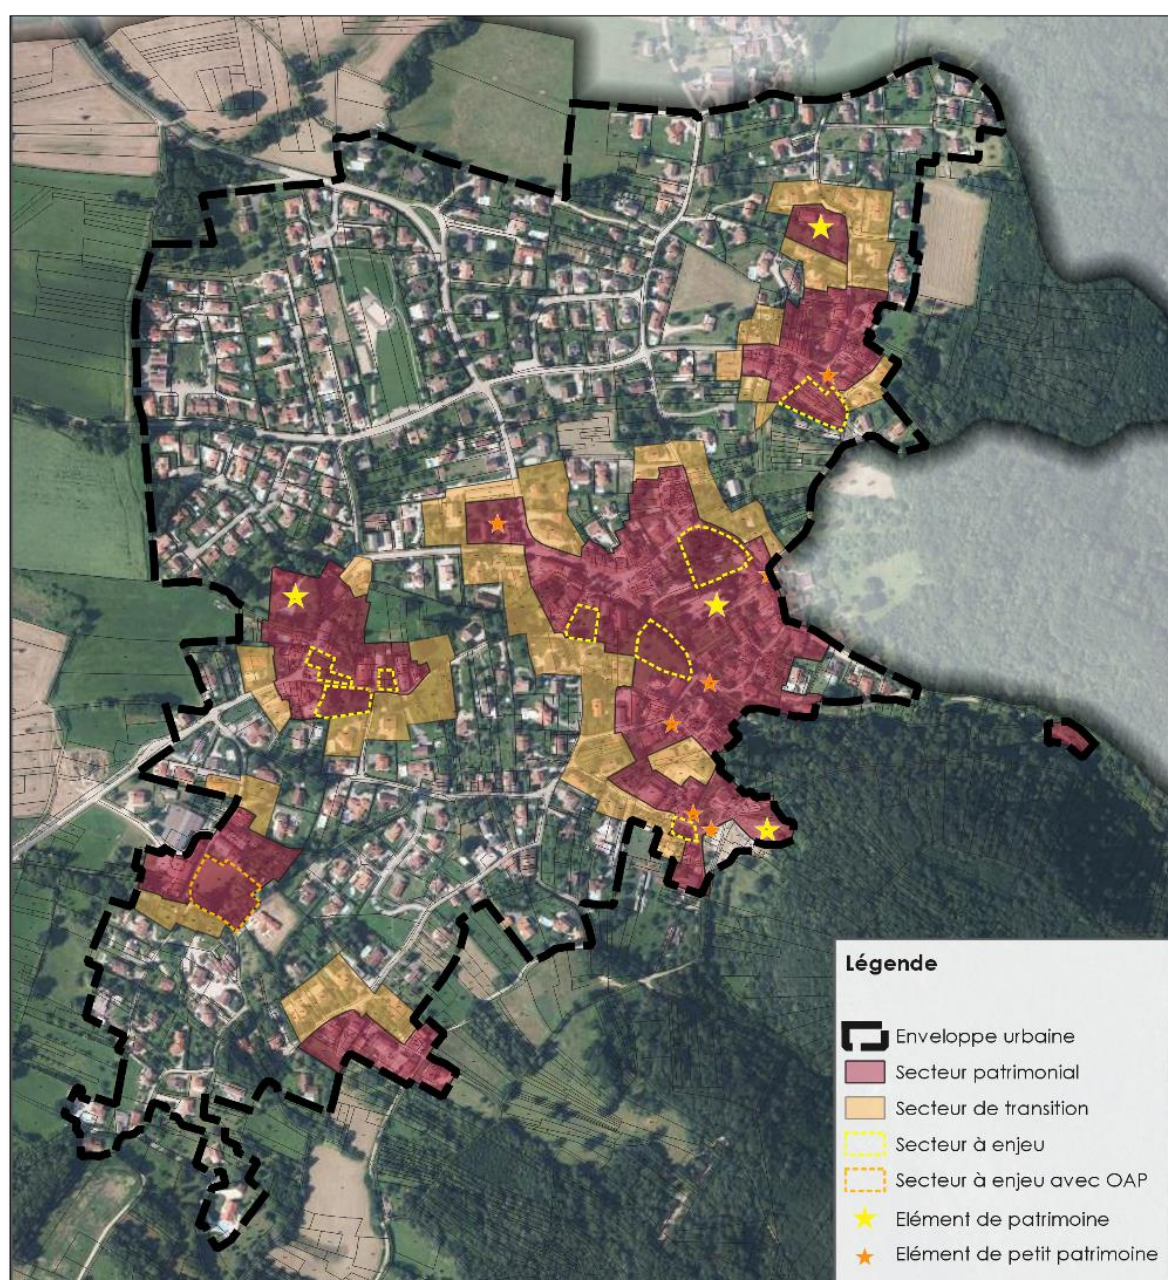 Légende
Enveloppe urbaine
Secteur patrimonial
Secteur de transition
Secteur à enjeu
Secteur à enjeu avec OAP
Elément de patrimoine
Elément de petit patrimoine